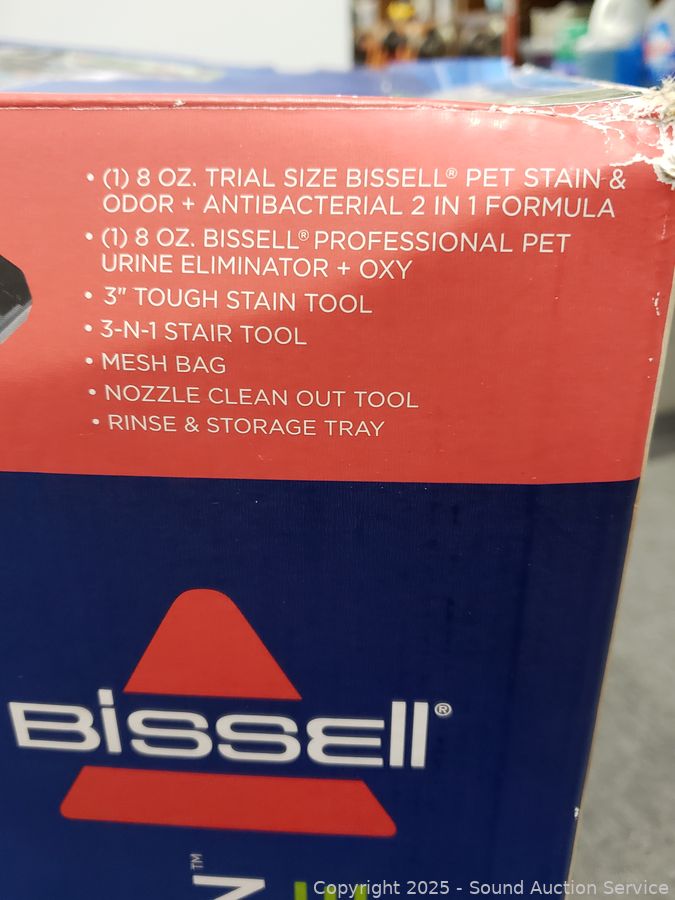 • (1) 8 OZ. TRIAL SIZE BISSELL® PET STAIN &
ODOR + ANTIBACTERIAL 2 IN 1 FORMULA
• (1) 8 OZ. BISSELL® PROFESSIONAL PET
URINE ELIMINATOR + OXY
• 3" TOUGH STAIN TOOL
• 3-N-1 STAIR TOOL
• MESH BAG
• NOZZLE CLEAN OUT TOOL
• RINSE & STORAGE TRAY
BISSELL®
™
Copyright 2025 - Sound Auction Service